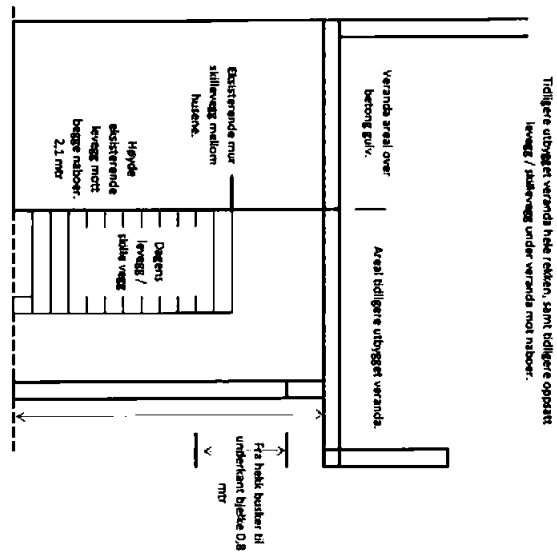 Tidligere utbygget veranda hele rekken, samt tidligere oppsatt
levegg / skillevegg under veranda mot naboer.
Veranda areal over
betong gulv.
Areal tidligere utbygget veranda.
Eksisterende mur
skillevegg mellom
husene.
Høyde
eksisterende
levegg mott
begge naboer.
2,1 mtr
Dagens
levegg /
skille vegg
Fra hekk busker til
underkant bjelke 0,8
mtr